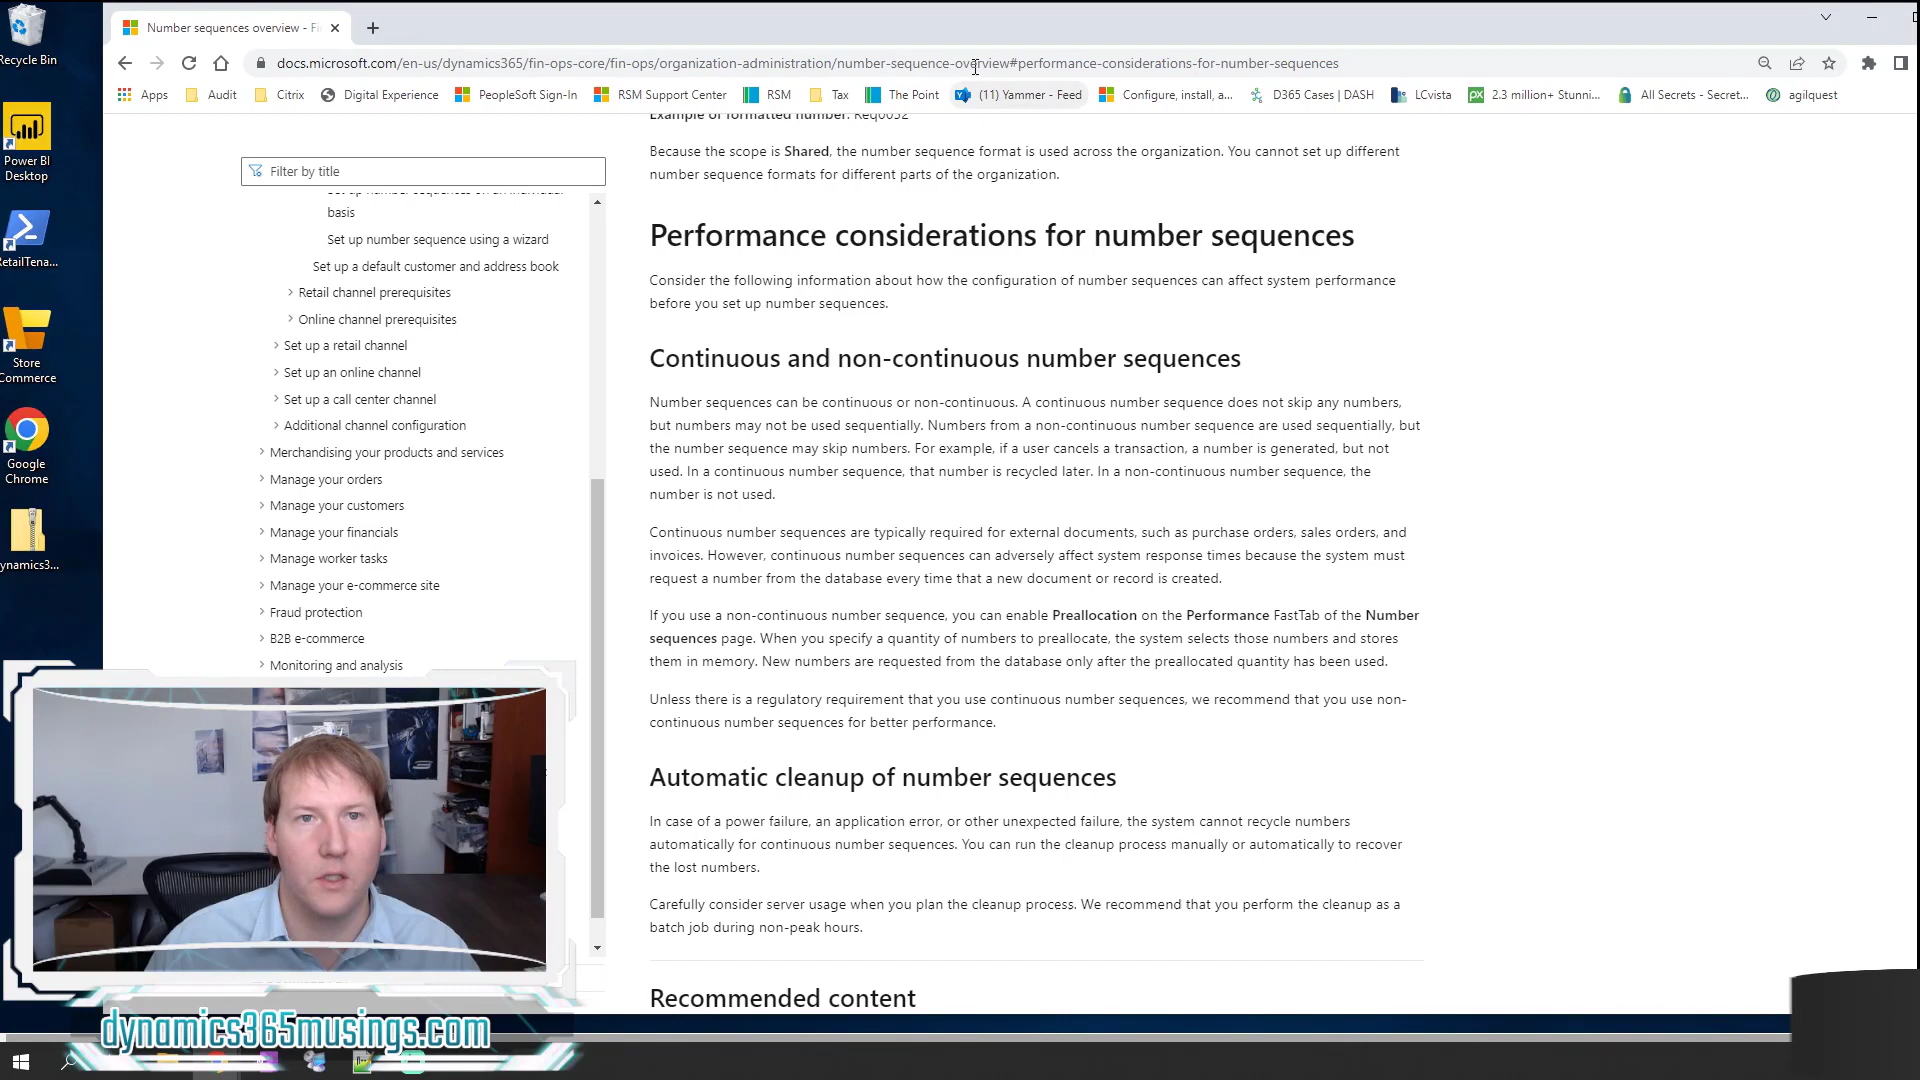 Number sequences overview - Fi
docs.microsoft.com/en-us/dynamics365/fin-ops-core/fin-ops/organization-administration/number-sequence-overview#performance-considerations-for-number-sequences
Apps
Audit
Citrix
Digital Experience
PeopleSoft Sign-In
RSM Support Center
RSM
Tax
The Point
(11) Yammer - Feed
Configure, install, a...
D365 Cases | DASH
LCvista
2.3 million+ Stunni...
All Secrets - Secret...
agilquest
Recycle Bin
Power BI
Desktop
RetailTena...
Store
Commerce
Google
Chrome
ynamics3...
Filter by title
Set up number sequences on an individual
basis
Set up number sequence using a wizard
Set up a default customer and address book
Retail channel prerequisites
Online channel prerequisites
Set up a retail channel
Set up an online channel
Set up a call center channel
Additional channel configuration
Merchandising your products and services
Manage your orders
Manage your customers
Manage your financials
Manage worker tasks
Manage your e-commerce site
Fraud protection
B2B e-commerce
Monitoring and analysis
Example of formatted number: Req0052
Because the scope is Shared, the number sequence format is used across the organization. You cannot set up different
number sequence formats for different parts of the organization.
Performance considerations for number sequences
Consider the following information about how the configuration of number sequences can affect system performance
before you set up number sequences.
Continuous and non-continuous number sequences
Number sequences can be continuous or non-continuous. A continuous number sequence does not skip any numbers,
but numbers may not be used sequentially. Numbers from a non-continuous number sequence are used sequentially, but
the number sequence may skip numbers. For example, if a user cancels a transaction, a number is generated, but not
used. In a continuous number sequence, that number is recycled later. In a non-continuous number sequence, the
number is not used.
Continuous number sequences are typically required for external documents, such as purchase orders, sales orders, and
invoices. However, continuous number sequences can adversely affect system response times because the system must
request a number from the database every time that a new document or record is created.
If you use a non-continuous number sequence, you can enable Preallocation on the Performance FastTab of the Number
sequences page. When you specify a quantity of numbers to preallocate, the system selects those numbers and stores
them in memory. New numbers are requested from the database only after the preallocated quantity has been used.
Unless there is a regulatory requirement that you use continuous number sequences, we recommend that you use non-
continuous number sequences for better performance.
Automatic cleanup of number sequences
In case of a power failure, an application error, or other unexpected failure, the system cannot recycle numbers
automatically for continuous number sequences. You can run the cleanup process manually or automatically to recover
the lost numbers.
Carefully consider server usage when you plan the cleanup process. We recommend that you perform the cleanup as a
batch job during non-peak hours.
Recommended content
dynamics365musings.com